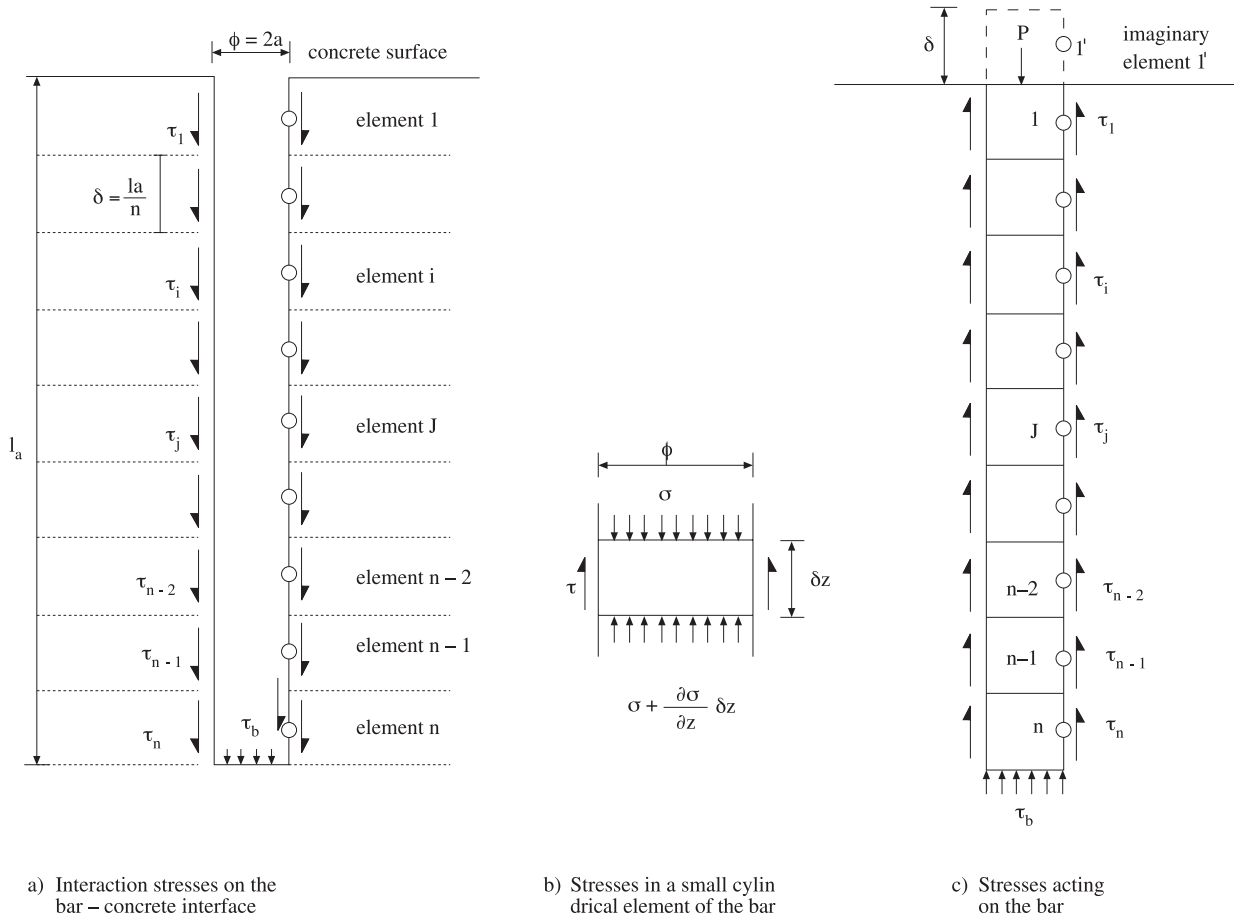 ϕ = 2a
concrete surface
τ1
element 1
δ = la/n
τi
element i
la
τj
element J
τn-2
element n – 2
τn-1
element n – 1
τb
τn
element n
a) Interaction stresses on the
bar – concrete interface
ϕ
σ
τ
δz
σ + ∂σ/∂z δz
b) Stresses in a small cylin
drical element of the bar
δ
P
1'
imaginary
element 1'
1
τ1
τi
J
τj
n–2
τn - 2
n–1
τn - 1
n
τn
τb
c) Stresses acting
on the bar